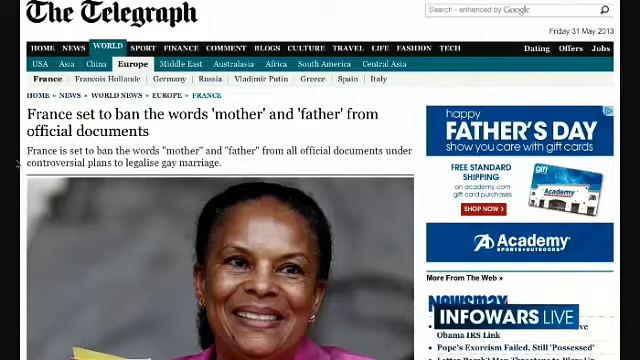 The Telegraph
Search - enhanced by Google
Friday 31 May 2013
HOME NEWS WORLD SPORT FINANCE COMMENT BLOGS CULTURE TRAVEL LIFE FASHION TECH Dating Offers Jobs
USA Asia China Europe Middle East Australasia Africa South America Central Asia
France Francois Hollande Germany Russia Vladimir Putin Greece Spain Italy
HOME » NEWS » WORLD NEWS » EUROPE » FRANCE
France set to ban the words 'mother' and 'father' from
official documents
France is set to ban the words "mother" and "father" from all official documents under
controversial plans to legalise gay marriage.
happy
FATHER'S DAY
show you care with gift cards
FREE STANDARD
SHIPPING
on academy.com
gift card purchases
SHOP NOW ›
gift
Academy
Academy
SPORTS+OUTDOORS
More From The Web »
Newsmax
INFOWARS LIVE
Obama IRS Link
Pope's Exorcism Failed, Still 'Possessed'